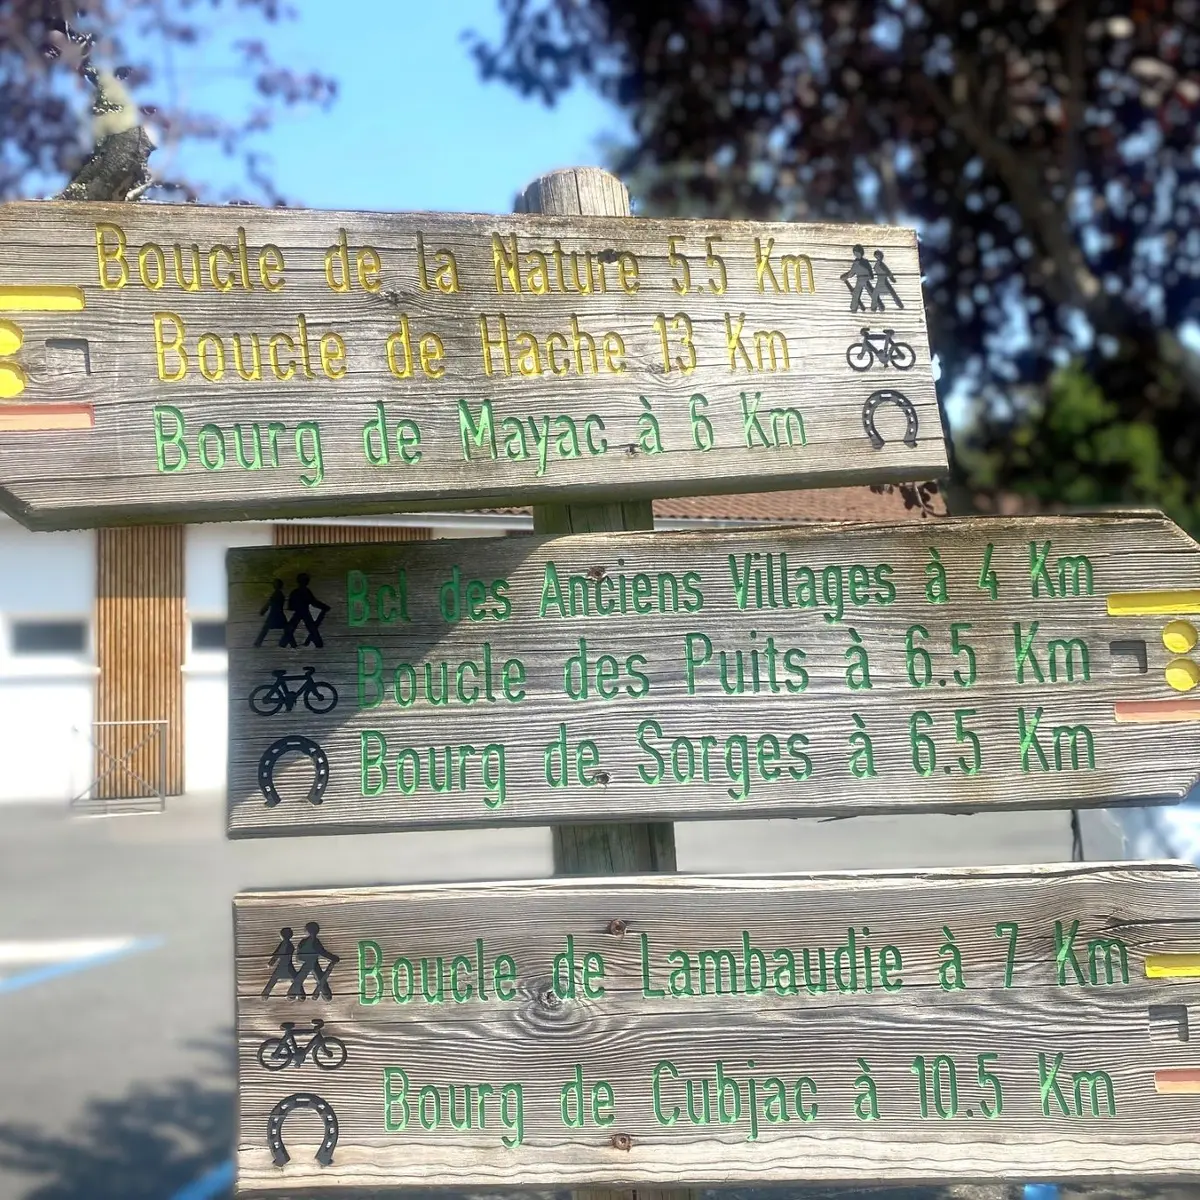 Boucle de la Nature 5.5 Km
Boucle de Hache 13 Km
Bourg de Mayac à 6 Km
Bcl des Anciens Villages à 4 Km
Boucle des Puits à 6.5 Km
Bourg de Sorges à 6.5 Km
Boucle de Lambaudie à 7 Km
Bourg de Cubjac à 10.5 Km